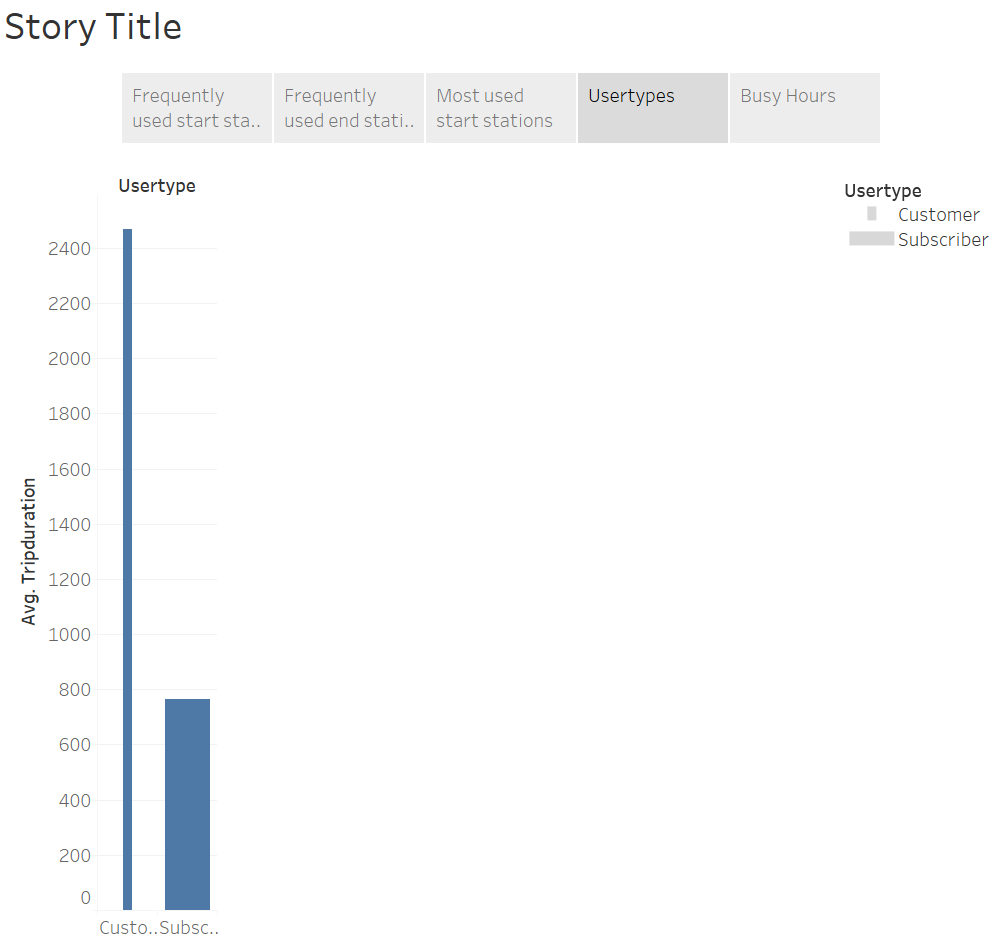 Story Title
Frequently
used start sta..
Frequently
used end stati..
Most used
start stations
Usertypes
Busy Hours
Usertype
Usertype
Customer
Subscriber
2400
2200
2000
1800
1600
1400
1200
1000
800
600
400
200
0
Avg. Tripduration
Custo..
Subsc..